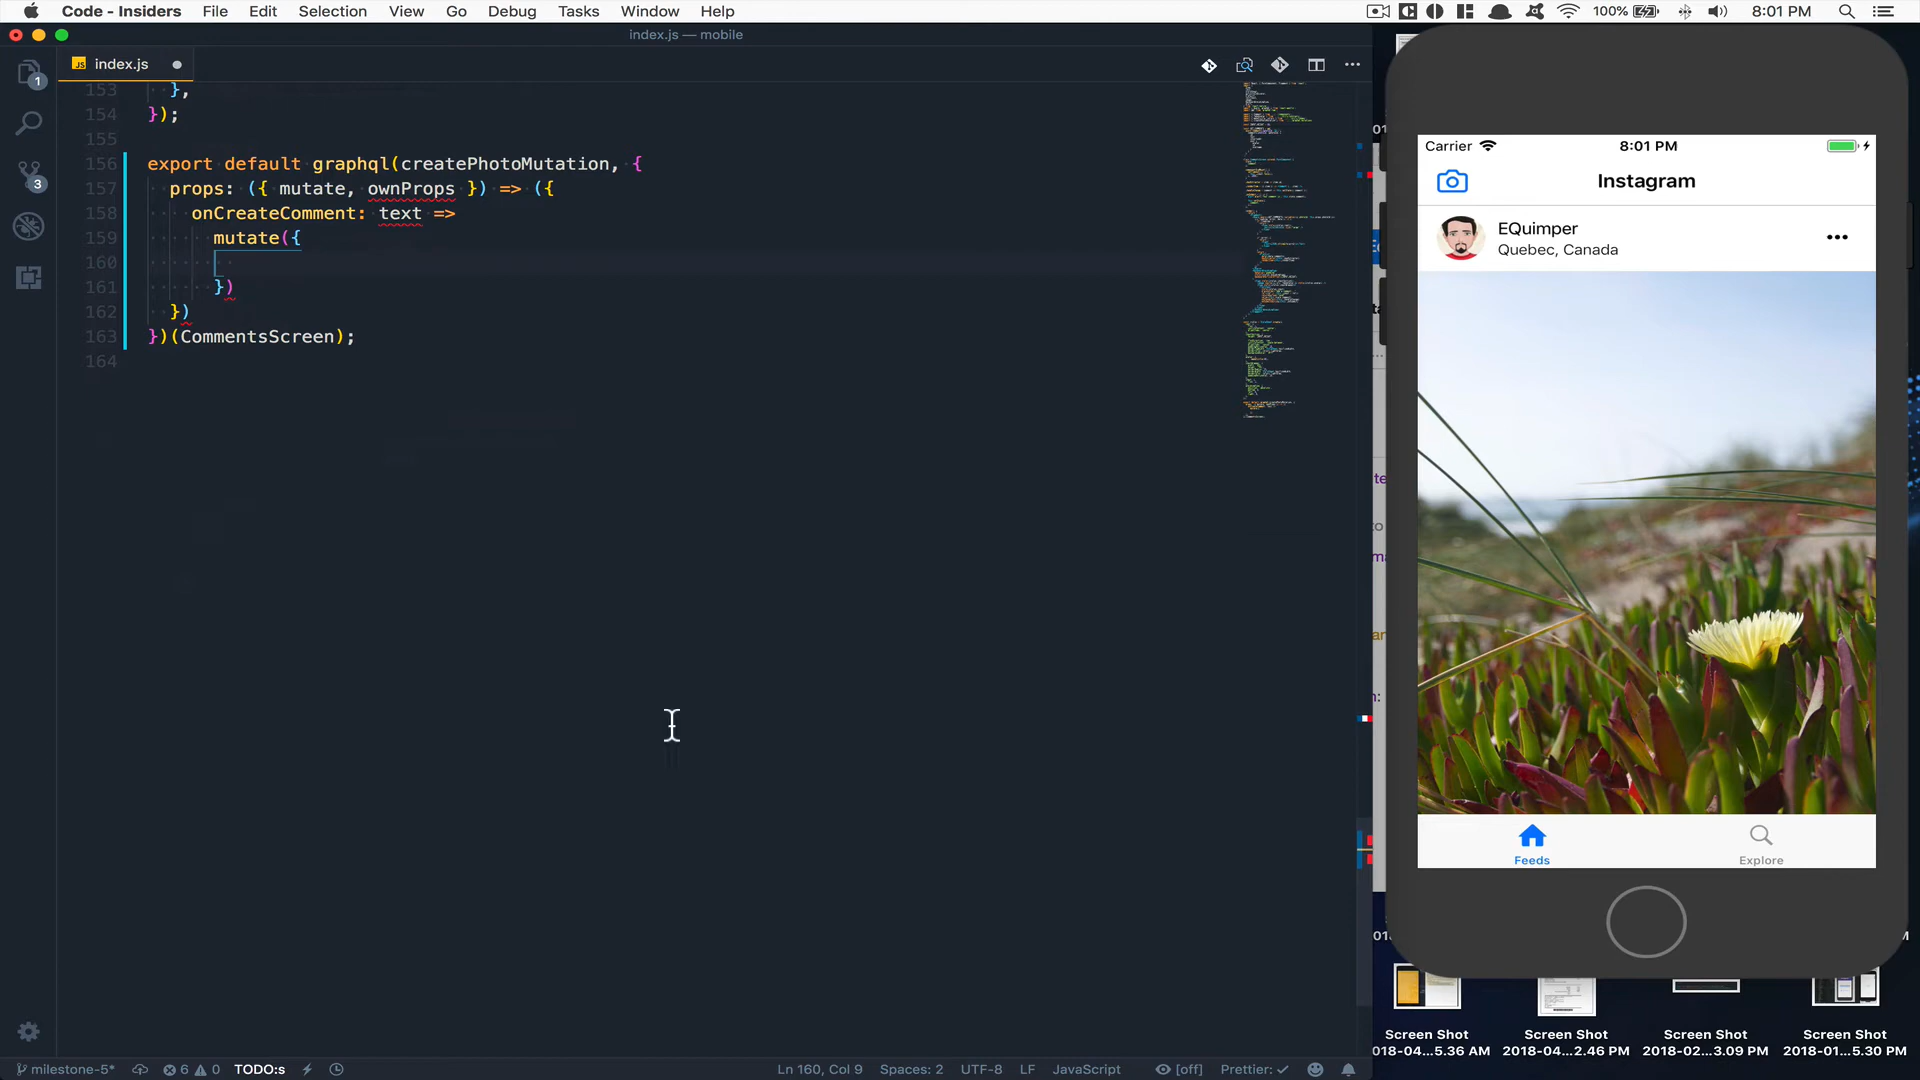 Code - Insiders File Edit Selection View Go Debug Tasks Window Help 100% 8:01 PM
index.js — mobile
JS index.js
1
3
153 },
154 });
155
156 export default graphql(createPhotoMutation, {
157 props: ({ mutate, ownProps }) => ({
158 onCreateComment: text =>
159 mutate({
160
161 })
162 })
163 })(CommentsScreen);
164
Carrier 8:01 PM
Instagram
EQuimper
Quebec, Canada
Feeds Explore
Screen Shot Screen Shot Screen Shot Screen Shot
018-04...5.36 AM 2018-04...2.46 PM 2018-02...3.09 PM 2018-01...5.30 PM
milestone-5* 6 0 TODO:s Ln 160, Col 9 Spaces: 2 UTF-8 LF JavaScript [off] Prettier: ✓